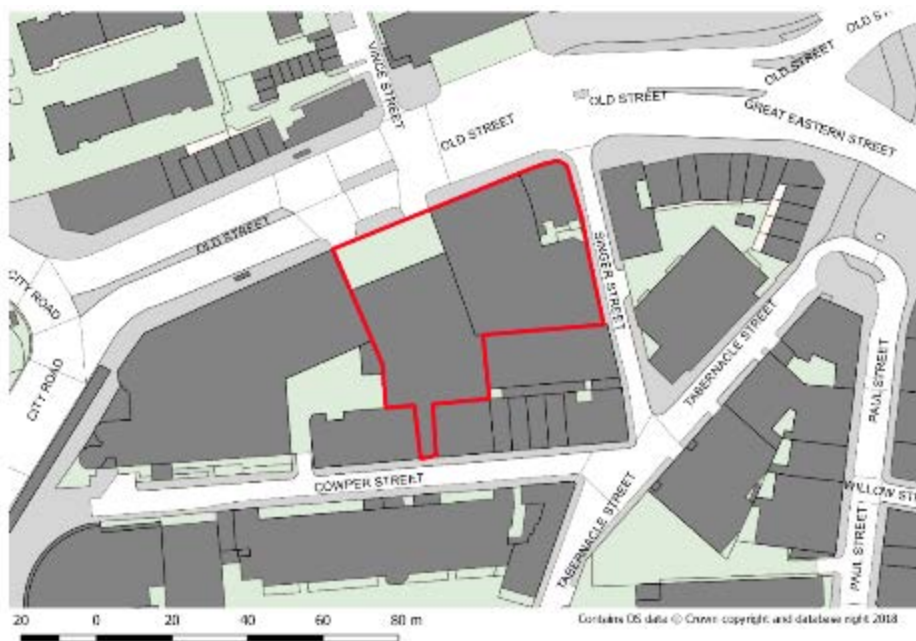 OLD STREET
OLD STREET
OLD STREET
GREAT EASTERN STREET
VINCE STREET
OLD STREET
OLD STREET
CITY ROAD
CITY ROAD
SINGER STREET
TABERNACLE STREET
PAUL STREET
COWPER STREET
TABERNACLE STREET
WILLOW ST
PAUL STREET
20 0 20 40 60 80 m
Contains OS data © Crown copyright and database right 2018